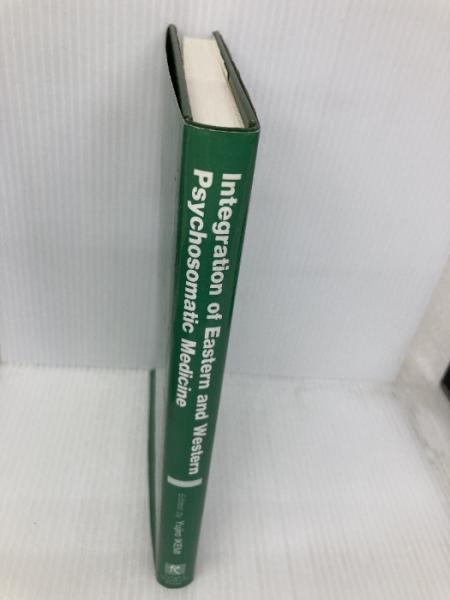 Integration of Eastern and Western
Psychosomatic Medicine
Edited by Yujiro IKEMI